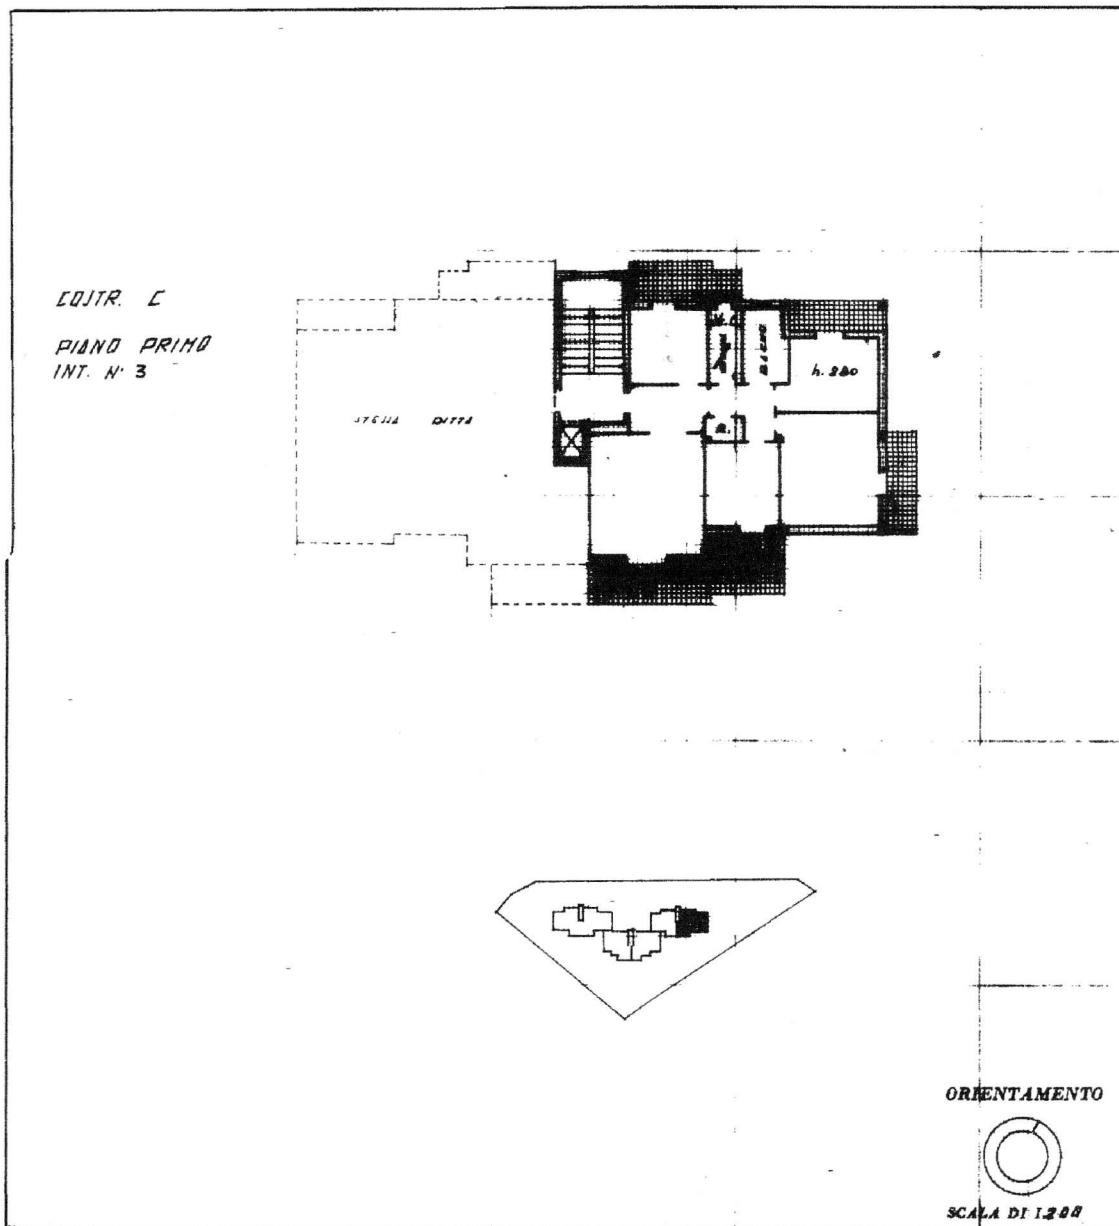 COSTR. C
PIANO PRIMO
INT. N° 3
STESSA DITTA
W.C.
BAGNO
h. 280
R.
ORIENTAMENTO
SCALA DI 1:200